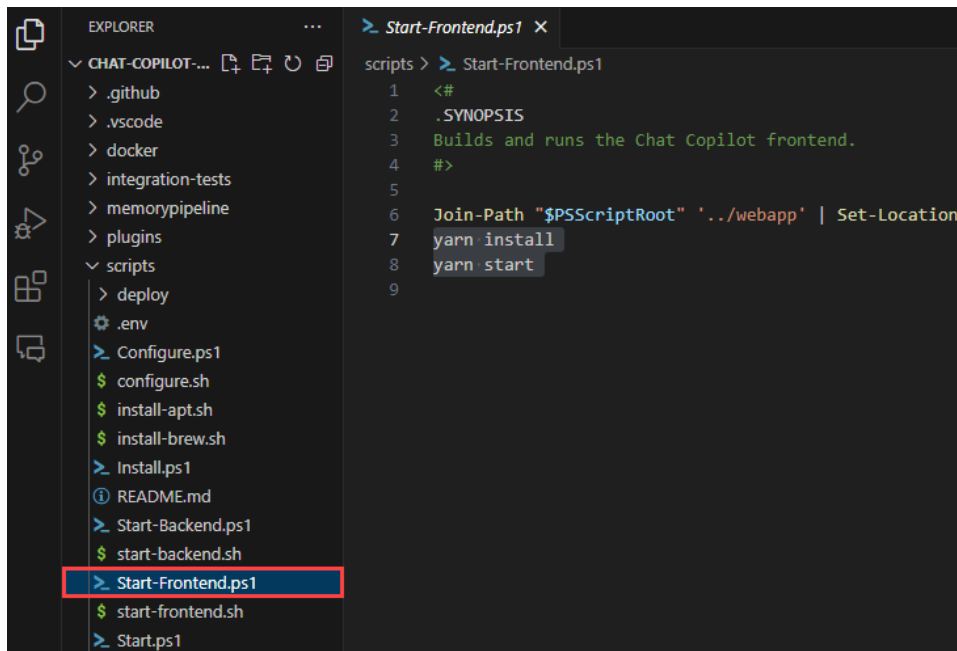 EXPLORER
CHAT-COPILOT-...
.github
.vscode
docker
integration-tests
memorypipeline
plugins
scripts
deploy
.env
Configure.ps1
$ configure.sh
$ install-apt.sh
$ install-brew.sh
Install.ps1
README.md
Start-Backend.ps1
$ start-backend.sh
Start-Frontend.ps1
$ start-frontend.sh
Start.ps1
Start-Frontend.ps1
scripts > Start-Frontend.ps1
1 <#
2 .SYNOPSIS
3 Builds and runs the Chat Copilot frontend.
4 #>
5
6 Join-Path "$PSScriptRoot" '../webapp' | Set-Location
7 yarn install
8 yarn start
9